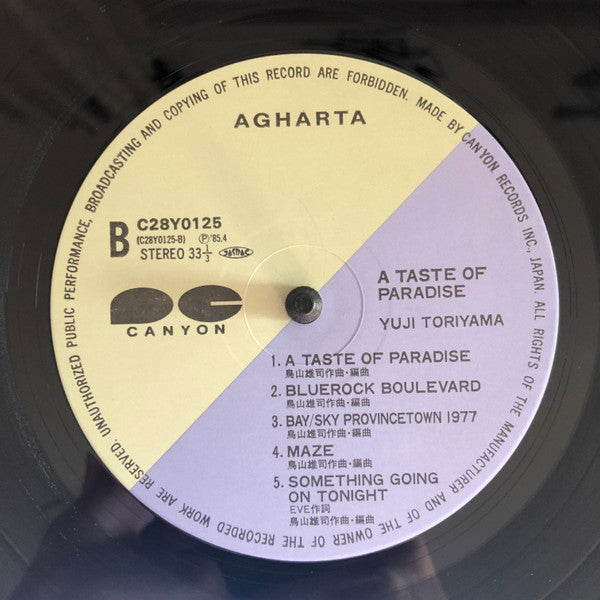 UNAUTHORIZED PUBLIC PERFORMANCE, BROADCASTING AND COPYING OF THIS RECORD ARE FORBIDDEN. MADE BY CANYON RECORDS INC., JAPAN. ALL RIGHTS OF THE MANUFACTURER AND OF THE OWNER OF THE RECORDED WORK ARE RESERVED.
AGHARTA
B
C28Y0125
(C28Y0125-B) Ⓟ'85.4
STEREO 33⅓ JASRAC
CANYON
A TASTE OF
PARADISE
YUJI TORIYAMA
1. A TASTE OF PARADISE
鳥山雄司作曲・編曲
2. BLUEROCK BOULEVARD
鳥山雄司作曲・編曲
3. BAY/SKY PROVINCETOWN 1977
鳥山雄司作曲・編曲
4. MAZE
鳥山雄司作曲・編曲
5. SOMETHING GOING
ON TONIGHT
EVE作詞
鳥山雄司作曲・編曲